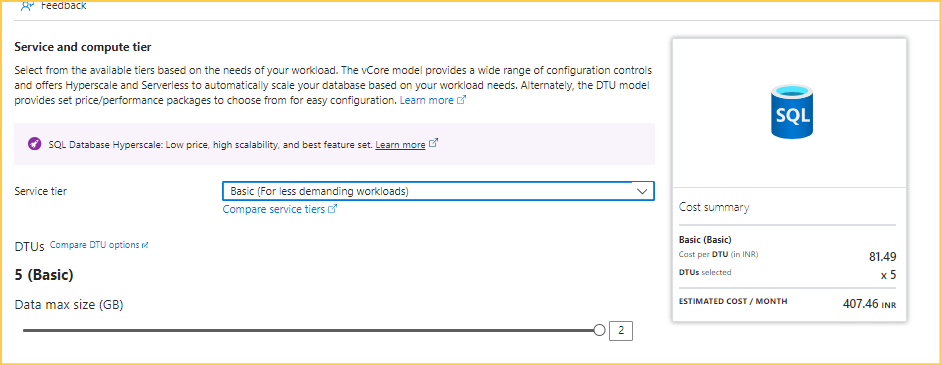 Feedback
Service and compute tier
Select from the available tiers based on the needs of your workload. The vCore model provides a wide range of configuration controls
and offers Hyperscale and Serverless to automatically scale your database based on your workload needs. Alternately, the DTU model
provides set price/performance packages to choose from for easy configuration. Learn more
SQL Database Hyperscale: Low price, high scalability, and best feature set. Learn more
Service tier
Basic (For less demanding workloads)
Compare service tiers
DTUs Compare DTU options
5 (Basic)
Data max size (GB)
2
SQL
Cost summary
Basic (Basic)
Cost per DTU (in INR) 81.49
DTUs selected x 5
ESTIMATED COST / MONTH 407.46 INR